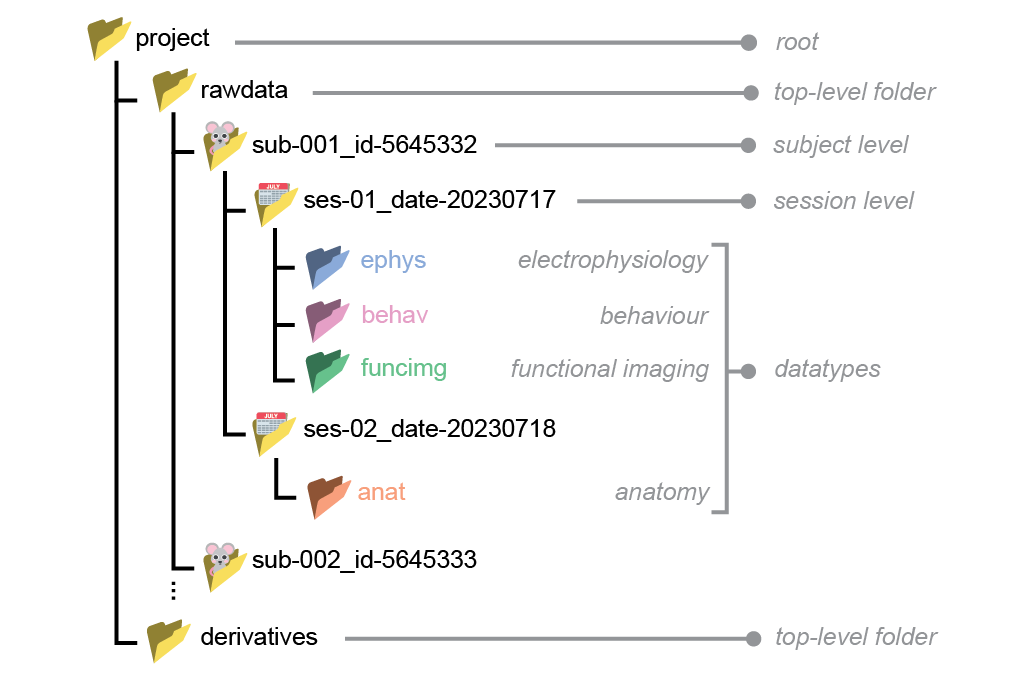 project root
rawdata top-level folder
sub-001_id-5645332 subject level
JULY
ses-01_date-20230717 session level
ephys electrophysiology
behav behaviour
funcimg functional imaging datatypes
JULY
ses-02_date-20230718
anat anatomy
sub-002_id-5645333
⋮
derivatives top-level folder